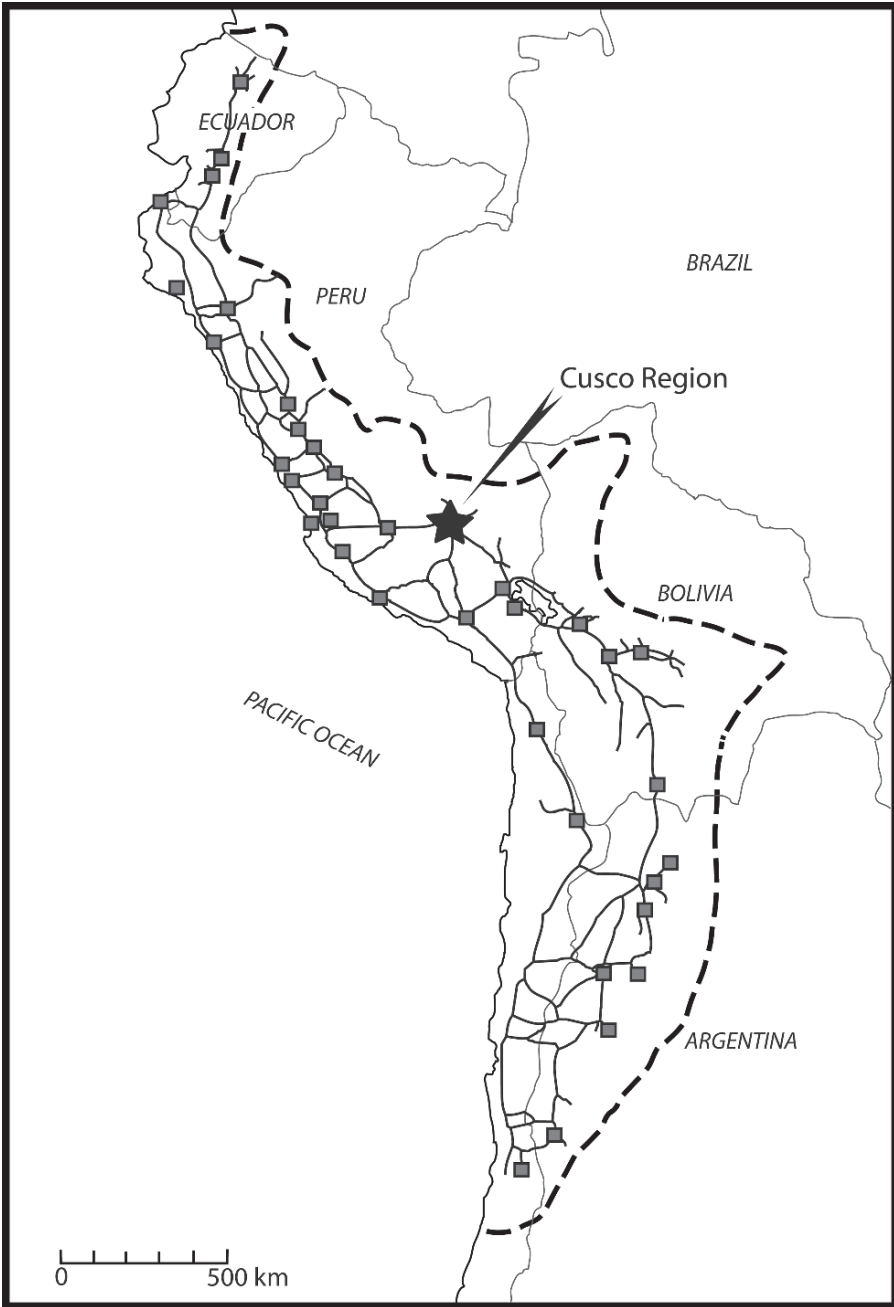 ECUADOR
BRAZIL
PERU
Cusco Region
BOLIVIA
PACIFIC OCEAN
ARGENTINA
0 500 km